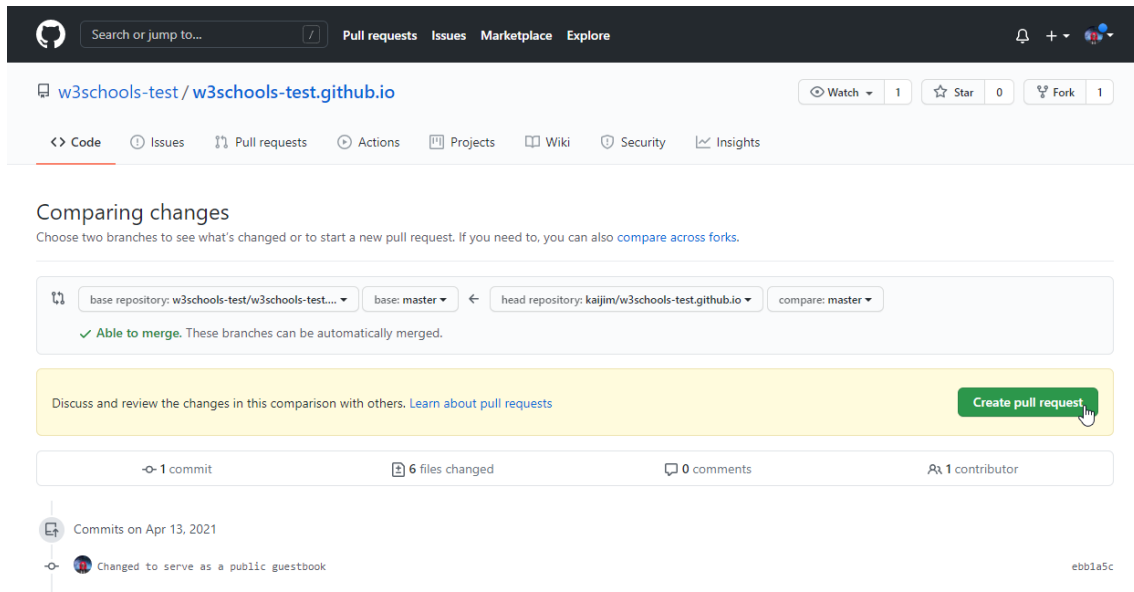 Search or jump to... /
Pull requests Issues Marketplace Explore
w3schools-test / w3schools-test.github.io
Watch 1 Star 0 Fork 1
Code Issues Pull requests Actions Projects Wiki Security Insights
Comparing changes
Choose two branches to see what's changed or to start a new pull request. If you need to, you can also compare across forks.
base repository: w3schools-test/w3schools-test.... base: master ← head repository: kaijim/w3schools-test.github.io compare: master
✓ Able to merge. These branches can be automatically merged.
Discuss and review the changes in this comparison with others. Learn about pull requests
Create pull request
1 commit 6 files changed 0 comments 1 contributor
Commits on Apr 13, 2021
Changed to serve as a public guestbook ebb1a5c